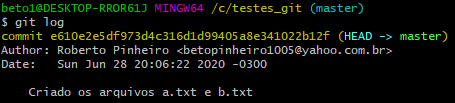 beto1@DESKTOP-RROR61J MINGW64 /c/testes_git (master)
$ git log
commit e610e2e5df973d4c316d1d99405a8e341022b12f (HEAD -> master)
Author: Roberto Pinheiro <betopinheiro1005@yahoo.com.br>
Date:   Sun Jun 28 20:06:22 2020 -0300
    Criado os arquivos a.txt e b.txt